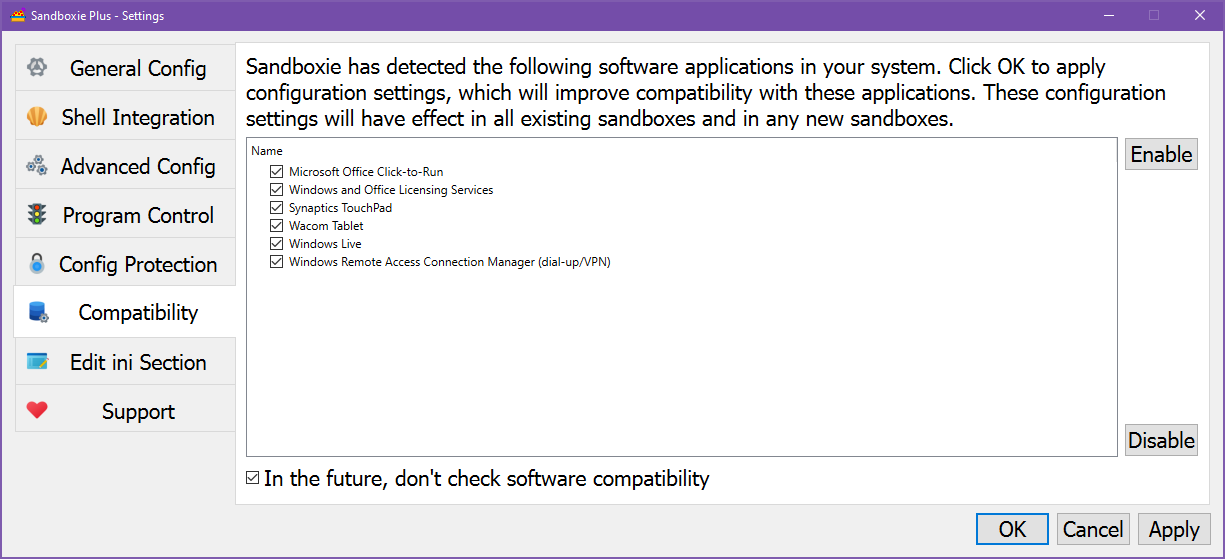 Sandboxie Plus - Settings
General Config
Shell Integration
Advanced Config
Program Control
Config Protection
Compatibility
Edit ini Section
Support
Sandboxie has detected the following software applications in your system. Click OK to apply
configuration settings, which will improve compatibility with these applications. These configuration
settings will have effect in all existing sandboxes and in any new sandboxes.
Name
Microsoft Office Click-to-Run
Windows and Office Licensing Services
Synaptics TouchPad
Wacom Tablet
Windows Live
Windows Remote Access Connection Manager (dial-up/VPN)
Enable
Disable
In the future, don't check software compatibility
OK
Cancel
Apply